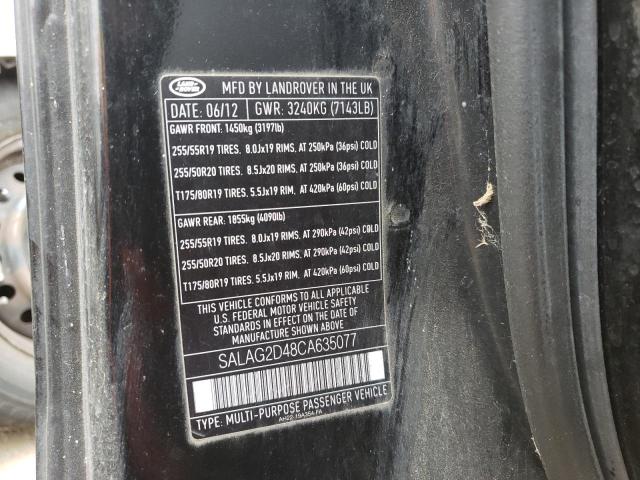 LAND-
ROVER
MFD BY LANDROVER IN THE UK
DATE: 06/12 GWR: 3240KG (7143LB)
GAWR FRONT: 1450kg (3197lb)
255/55R19 TIRES. 8.0Jx19 RIMS. AT 250kPa (36psi) COLD
255/50R20 TIRES. 8.5Jx20 RIMS. AT 250kPa (36psi) COLD
T175/80R19 TIRES. 5.5Jx19 RIM. AT 420kPa (60psi) COLD
GAWR REAR: 1855kg (4090lb)
255/55R19 TIRES. 8.0Jx19 RIMS. AT 290kPa (42psi) COLD
255/50R20 TIRES. 8.5Jx20 RIMS. AT 290kPa (42psi) COLD
T175/80R19 TIRES. 5.5Jx19 RIM. AT 420kPa (60psi) COLD
THIS VEHICLE CONFORMS TO ALL APPLICABLE
U.S. FEDERAL MOTOR VEHICLE SAFETY
STANDARDS IN EFFECT ON THE DATE OF
MANUFACTURE SHOWN ABOVE.
SALAG2D48CA635077
TYPE: MULTI-PURPOSE PASSENGER VEHICLE
AH22-19A354-FA